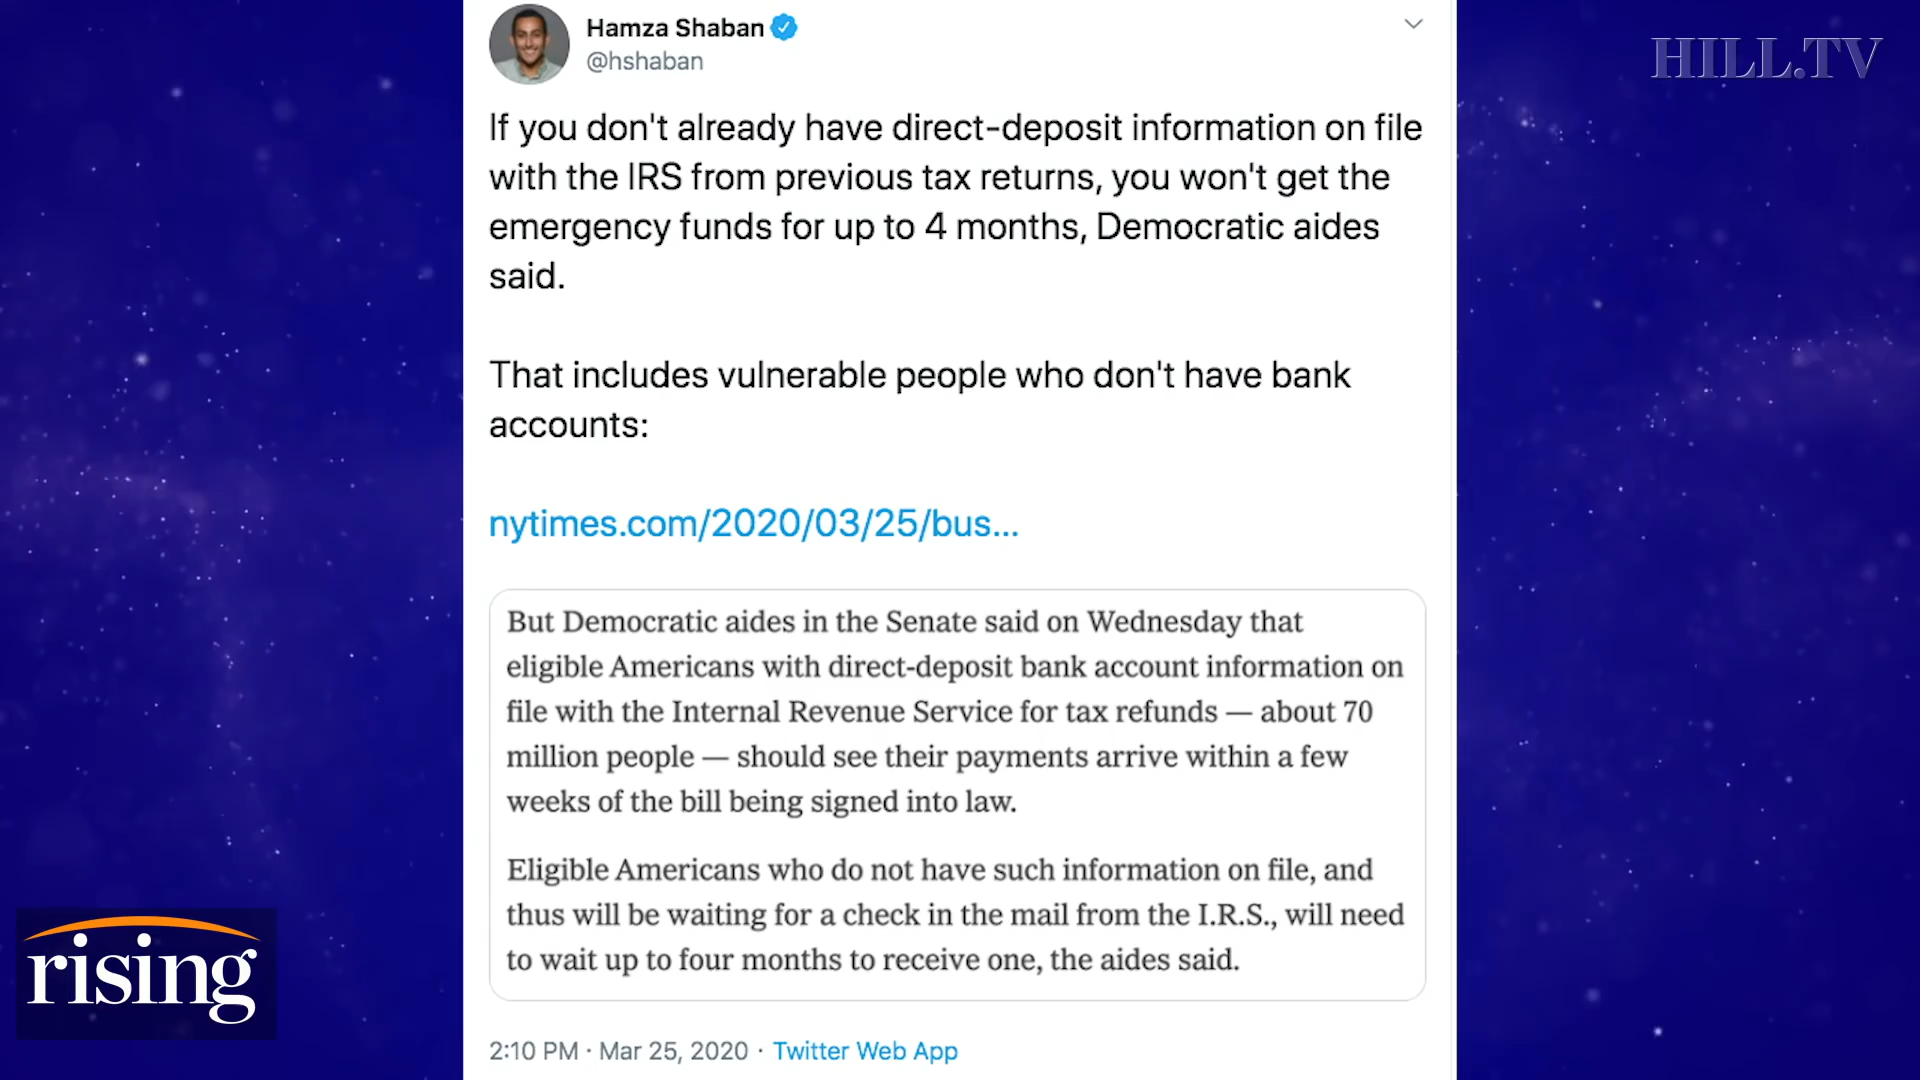 Hamza Shaban
@hshaban
HILL.TV
If you don't already have direct-deposit information on file
with the IRS from previous tax returns, you won't get the
emergency funds for up to 4 months, Democratic aides
said.
That includes vulnerable people who don't have bank
accounts:
nytimes.com/2020/03/25/bus...
But Democratic aides in the Senate said on Wednesday that
eligible Americans with direct-deposit bank account information on
file with the Internal Revenue Service for tax refunds — about 70
million people — should see their payments arrive within a few
weeks of the bill being signed into law.
Eligible Americans who do not have such information on file, and
thus will be waiting for a check in the mail from the I.R.S., will need
to wait up to four months to receive one, the aides said.
rising
2:10 PM · Mar 25, 2020 · Twitter Web App